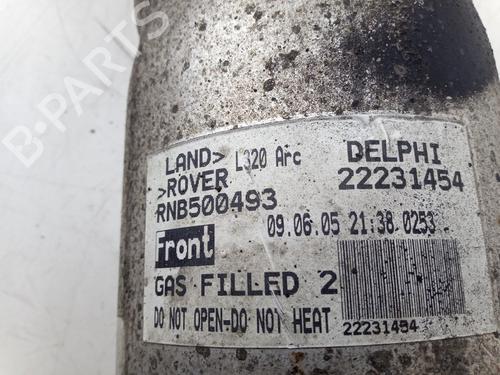 B-PARTS
LAND> L320 Arc DELPHI
>ROVER 22231454
RNB500493
09.06.05 21:38 0253
Front
GAS FILLED 2
DO NOT OPEN-DO NOT HEAT 22231454